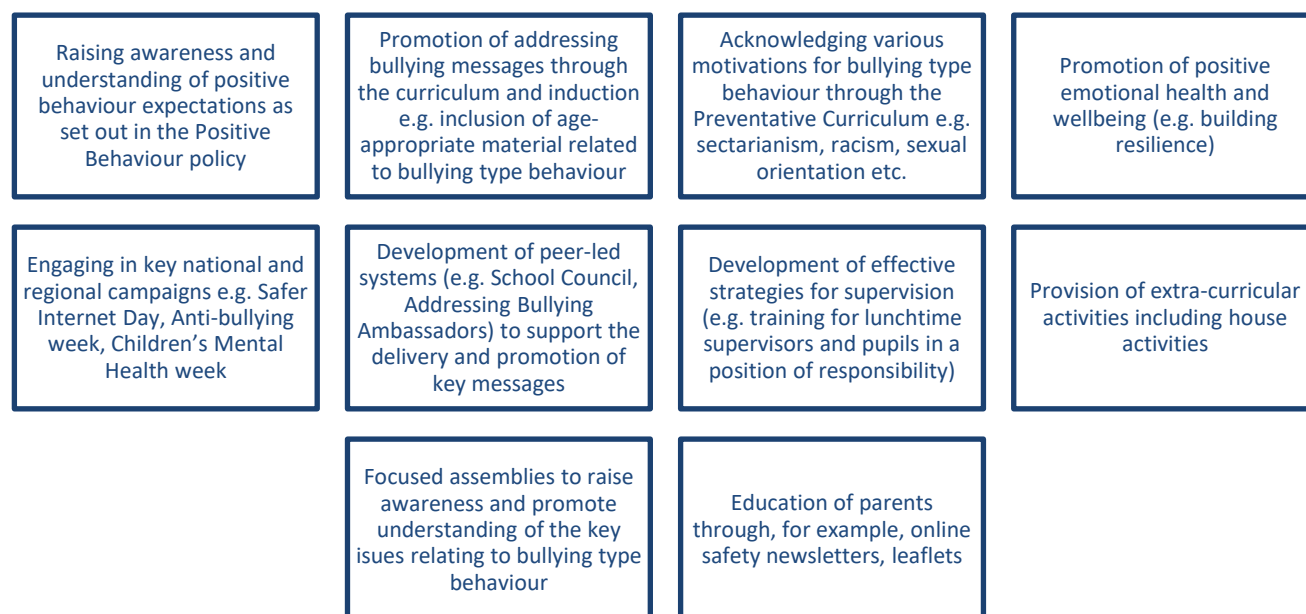 Raising awareness and
understanding of positive
behaviour expectations as
set out in the Positive
Behaviour policy
Promotion of addressing
bullying messages through
the curriculum and induction
e.g. inclusion of age-
appropriate material related
to bullying type behaviour
Acknowledging various
motivations for bullying type
behaviour through the
Preventative Curriculum e.g.
sectarianism, racism, sexual
orientation etc.
Promotion of positive
emotional health and
wellbeing (e.g. building
resilience)
Engaging in key national and
regional campaigns e.g. Safer
Internet Day, Anti-bullying
week, Children’s Mental
Health week
Development of peer-led
systems (e.g. School Council,
Addressing Bullying
Ambassadors) to support the
delivery and promotion of
key messages
Development of effective
strategies for supervision
(e.g. training for lunchtime
supervisors and pupils in a
position of responsibility)
Provision of extra-curricular
activities including house
activities
Focused assemblies to raise
awareness and promote
understanding of the key
isues relating to bullying type
behaviour
Education of parents
through, for example, online
safety newsletters, leaflets